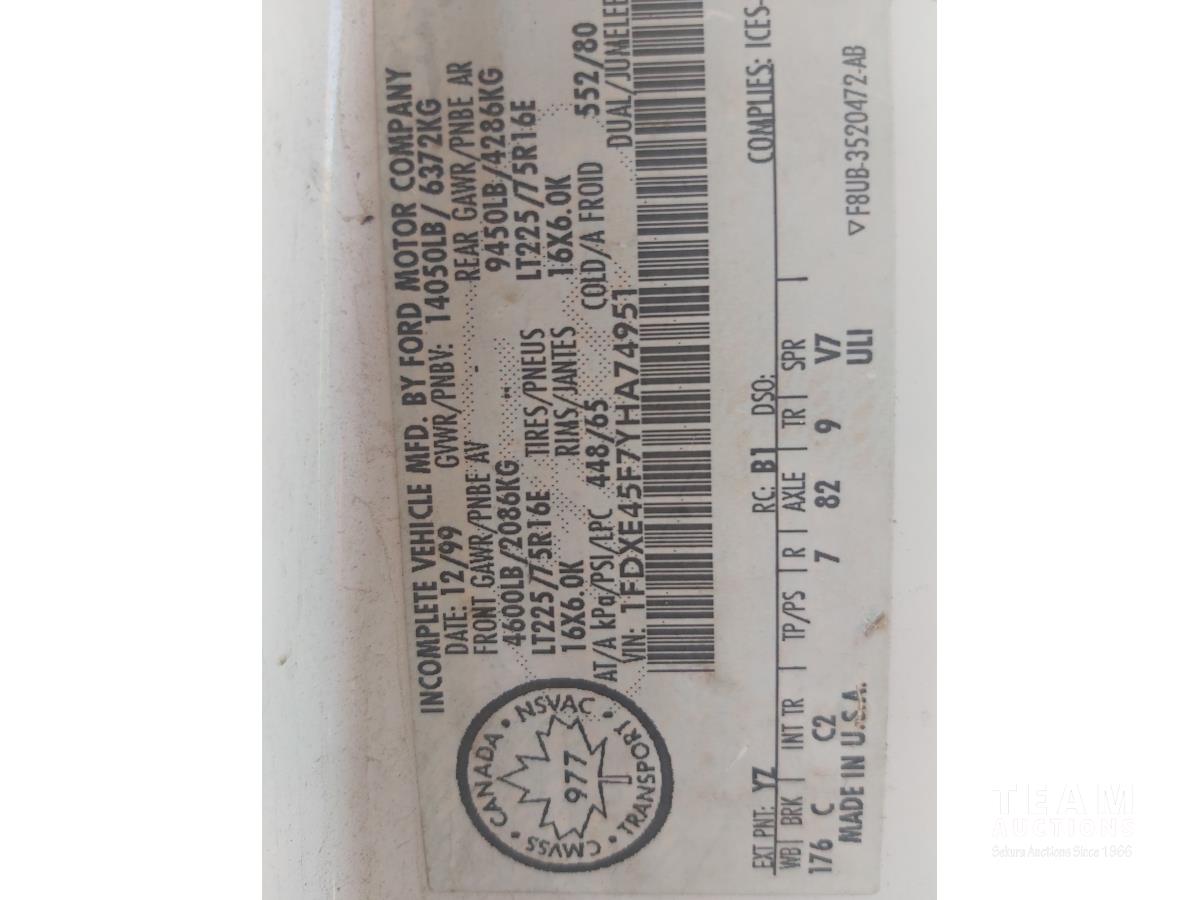 INCOMPLETE VEHICLE MFD. BY FORD MOTOR COMPANY
DATE: 12/99 GVWR/PNBV: 14050LB/ 6372KG
FRONT GAWR/PNBE AV - REAR GAWR/PNBE AR
4600LB/2086KG 9450LB/4286KG
LT225/75R16E TIRES/PNEUS LT225/75R16E
16X6.0K RIMS/JANTES 16X6.0K
AT/A kPa/PSI/LPC 448/65 COLD/A FROID 552/80
VIN: 1FDXE45F7YHA74951 DUAL/JUMELEE
CANADA • NSVAC • TRANSPORT • CMVSS •
977
COMPLIES: ICES-
EXT PNT: YZ RC: B1 DSO:
WB | BRK | INT TR | TP/PS | R | AXLE | TR | SPR |
176 C C2 7 82 9 V7
MADE IN U.S.A. ULI
▽F8UB-3520472-AB
TEAM
AUCTIONS
Sekura Auctions Since 1966